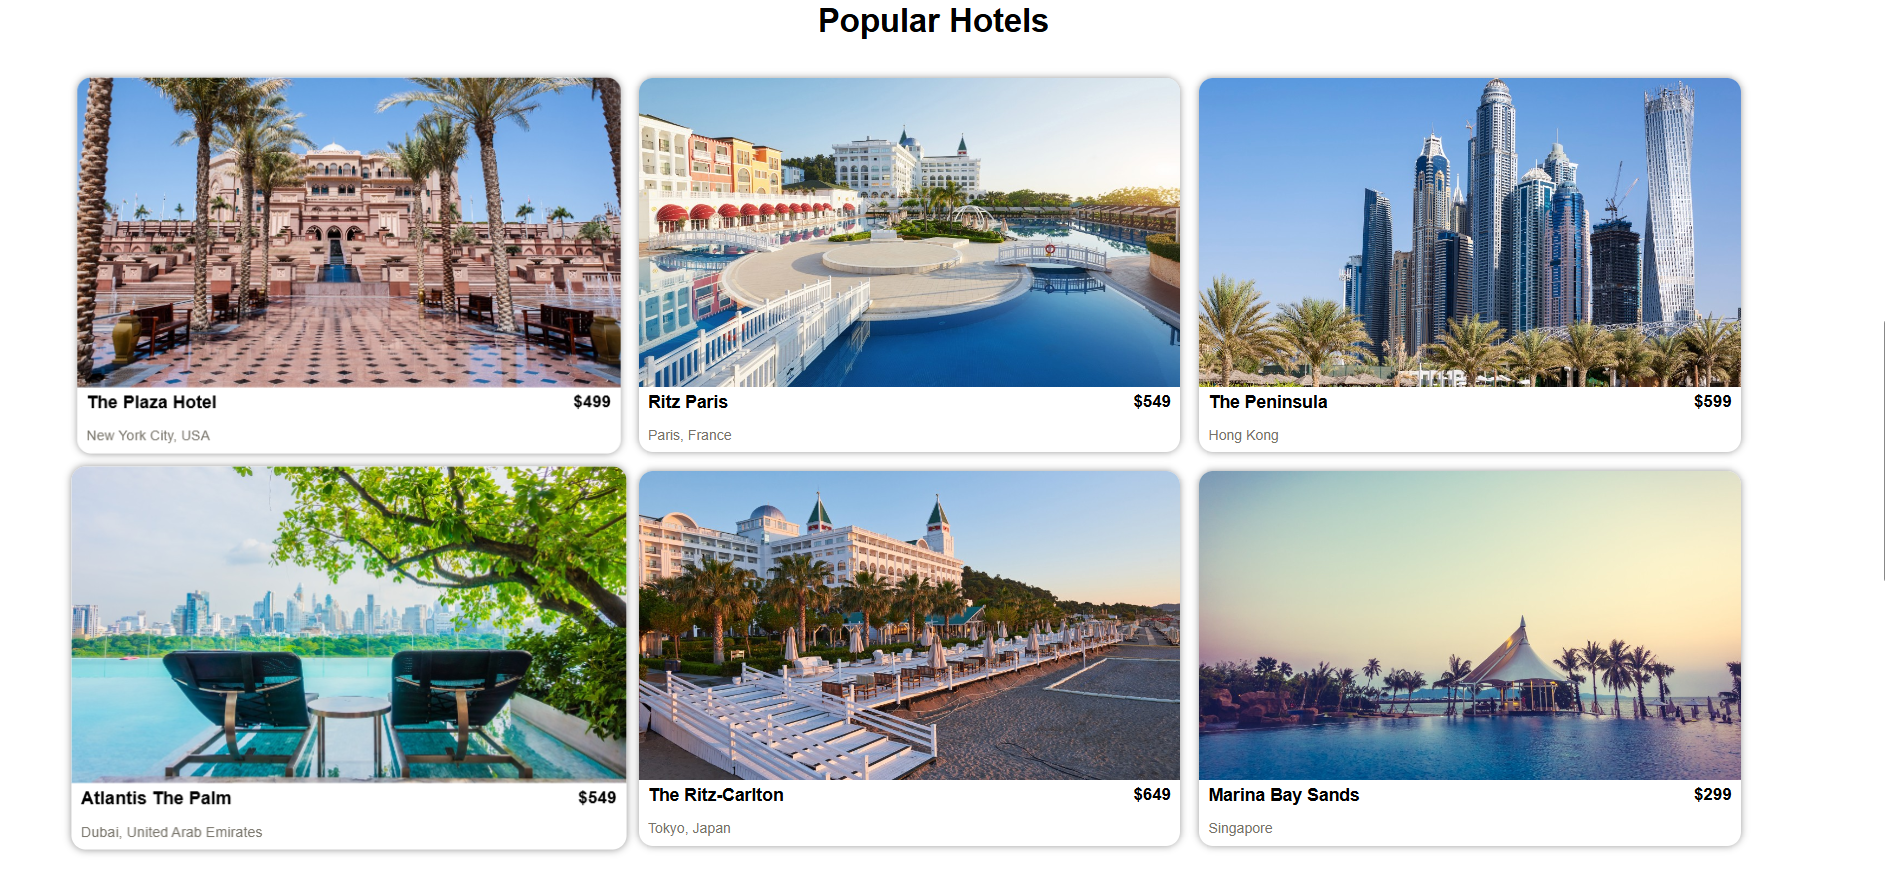 Popular Hotels
The Plaza Hotel $499
New York City, USA
Ritz Paris $549
Paris, France
The Peninsula $599
Hong Kong
Atlantis The Palm $549
Dubai, United Arab Emirates
The Ritz-Carlton $649
Tokyo, Japan
Marina Bay Sands $299
Singapore